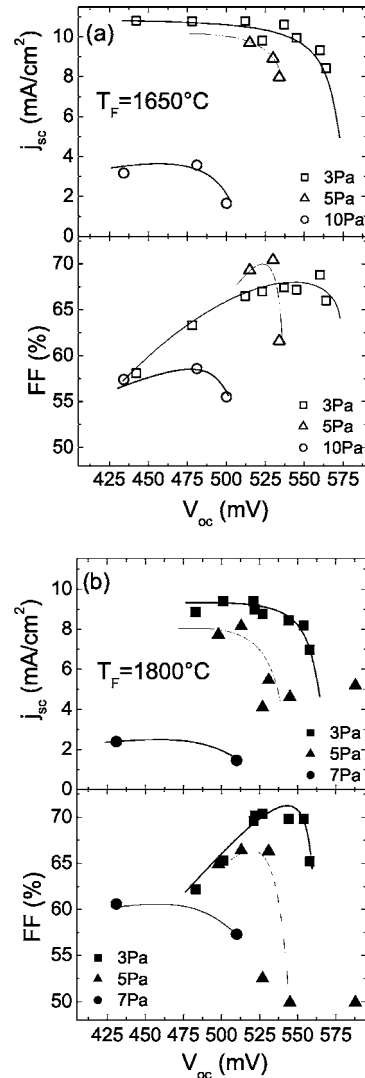 (a)
12
10
8
6
4
2
0
j_sc (mA/cm²)
T_F=1650°C
3Pa
5Pa
10Pa
70
65
60
55
50
FF (%)
3Pa
5Pa
10Pa
425 450 475 500 525 550 575
V_oc (mV)
(b)
12
10
8
6
4
2
0
j_sc (mA/cm²)
T_F=1800°C
3Pa
5Pa
7Pa
70
65
60
55
50
FF (%)
3Pa
5Pa
7Pa
425 450 475 500 525 550 575
V_oc (mV)